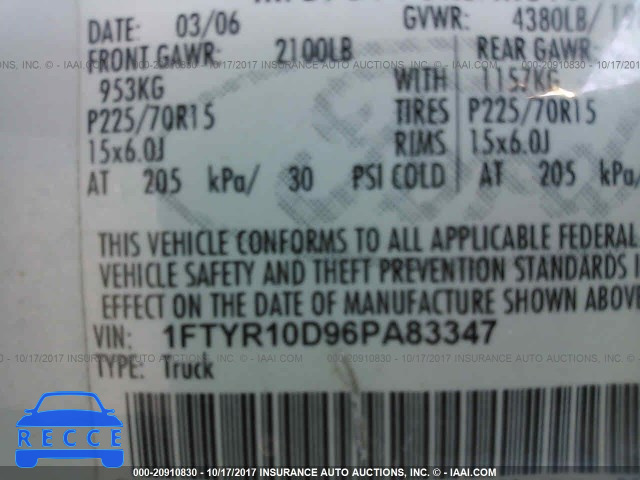 DATE: 03/06 GVWR: 4380LB/
FRONT GAWR: 2100LB REAR GAWR:
953KG WITH 1157KG
P225/70R15 TIRES P225/70R15
15x6.0J RIMS 15x6.0J
AT 205 kPa/ 30 PSI COLD AT 205 kPa/
THIS VEHICLE CONFORMS TO ALL APPLICABLE FEDERAL
VEHICLE SAFETY AND THEFT PREVENTION STANDARDS I
EFFECT ON THE DATE OF MANUFACTURE SHOWN ABOVE
VIN: 1FTYR10D96PA83347
TYPE: Truck
RECCE
000-20910830 - 10/17/2017 INSURANCE AUTO AUCTIONS, INC. - © IAAI.COM